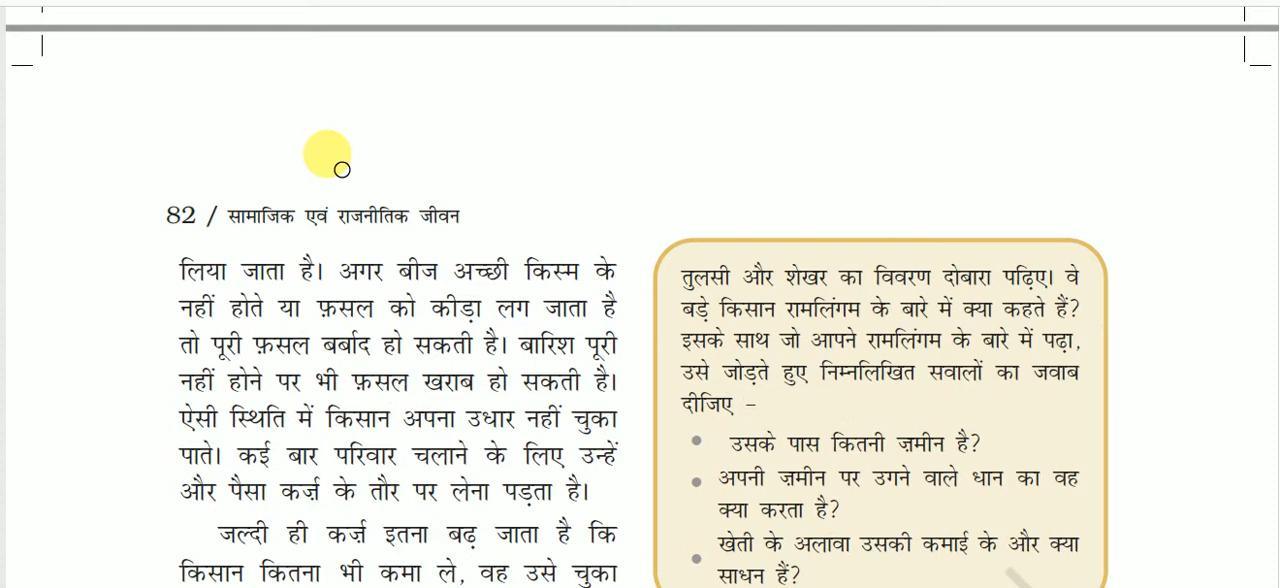 82 / सामाजिक एवं राजनीतिक जीवन
लिया जाता है। अगर बीज अच्छी किस्म के
नहीं होते या फ़सल को कीड़ा लग जाता है
तो पूरी फ़सल बर्बाद हो सकती है। बारिश पूरी
नहीं होने पर भी फ़सल खराब हो सकती है।
ऐसी स्थिति में किसान अपना उधार नहीं चुका
पाते। कई बार परिवार चलाने के लिए उन्हें
और पैसा कर्ज़ के तौर पर लेना पड़ता है।
जल्दी ही कर्ज़ इतना बढ़ जाता है कि
किसान कितना भी कमा ले, वह उसे चुका
तुलसी और शेखर का विवरण दोबारा पढ़िए। वे
बड़े किसान रामलिंगम के बारे में क्या कहते हैं?
इसके साथ जो आपने रामलिंगम के बारे में पढ़ा,
उसे जोड़ते हुए निम्नलिखित सवालों का जवाब
दीजिए –
• उसके पास कितनी ज़मीन है?
• अपनी ज़मीन पर उगने वाले धान का वह
क्या करता है?
• खेती के अलावा उसकी कमाई के और क्या
साधन हैं?